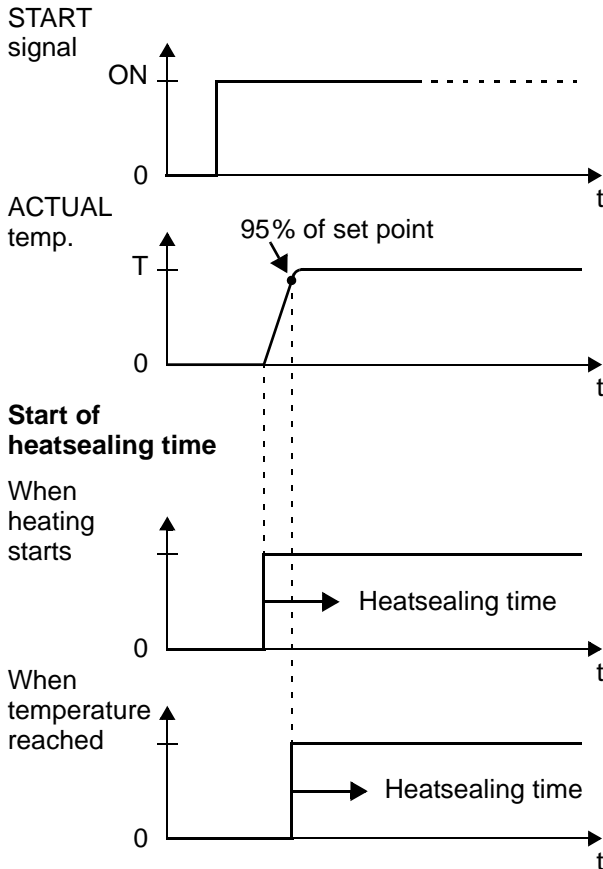 START
signal
ON
0
t
ACTUAL
temp.
95% of set point
T
0
t
Start of
heatsealing time
When
heating
starts
Heatsealing time
0
t
When
temperature
reached
Heatsealing time
0
t